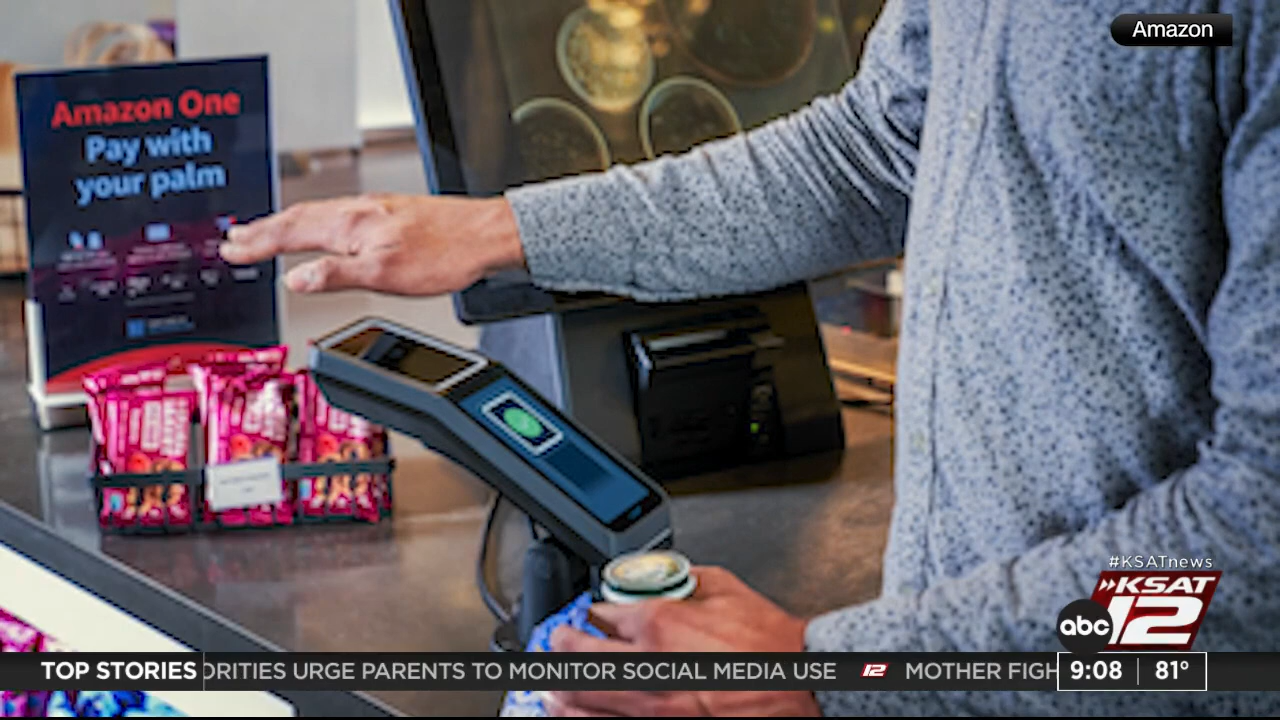 Amazon
Amazon One
Pay with
your palm
#KSATnews
KSAT
abc 12
TOP STORIES ORITIES URGE PARENTS TO MONITOR SOCIAL MEDIA USE 12 MOTHER FIGH 9:08 81°